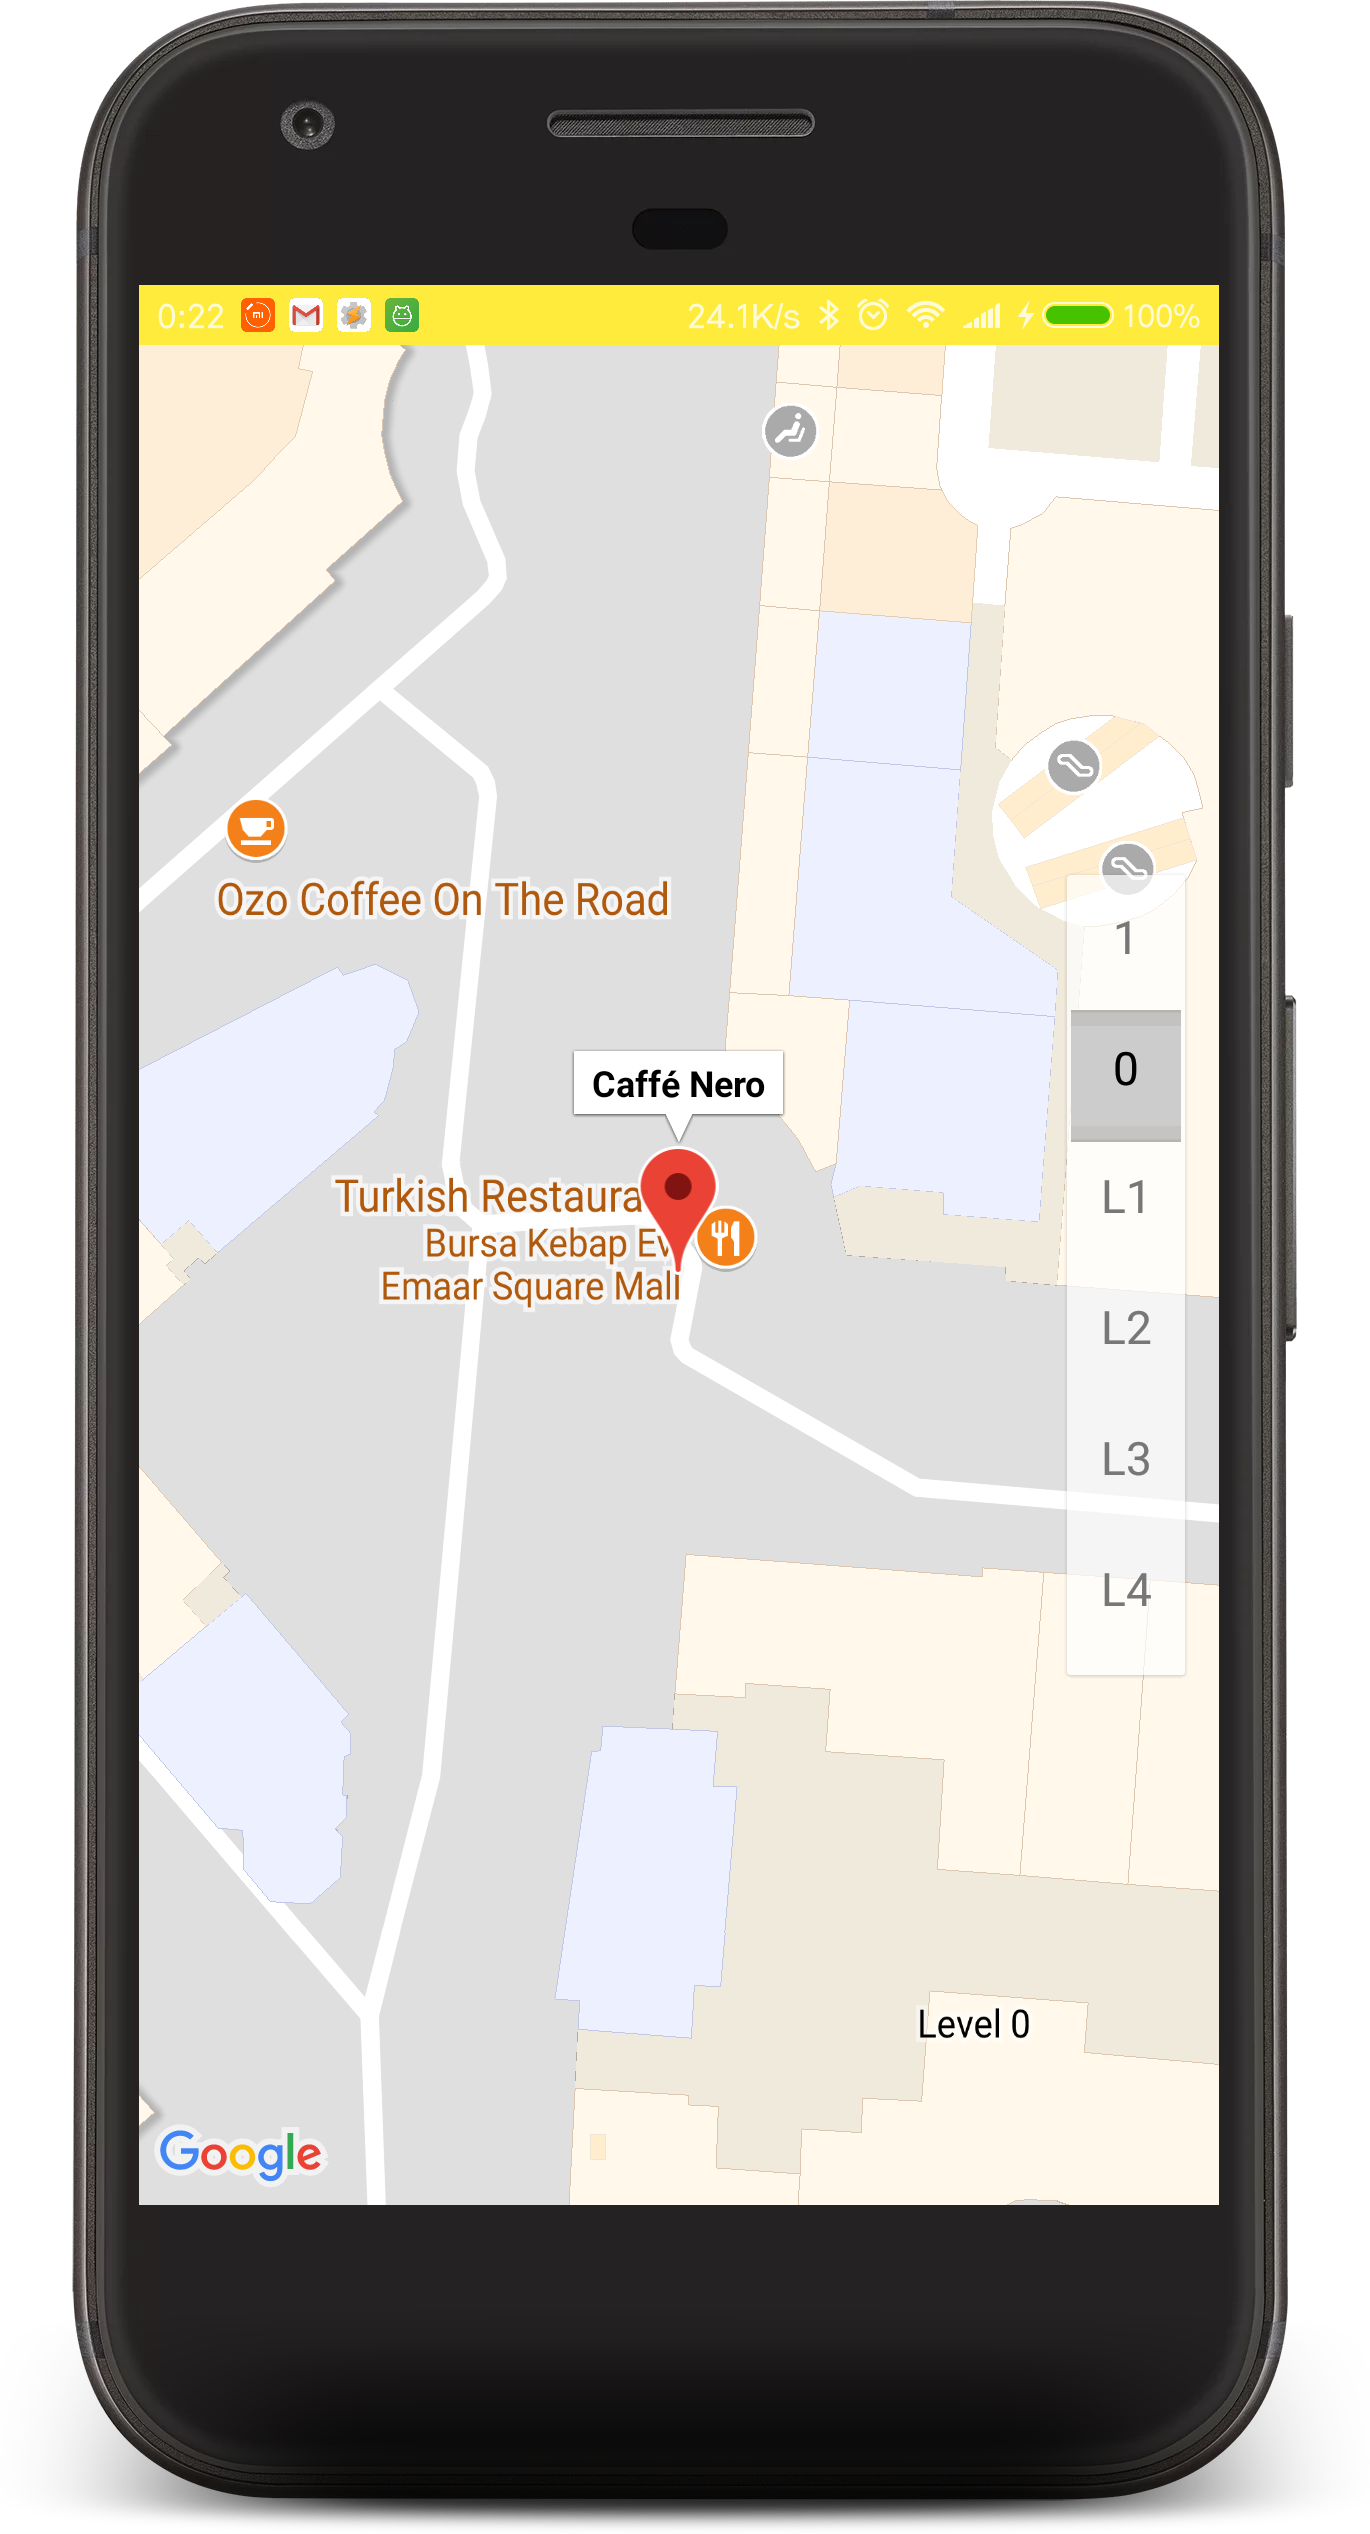 0:22 24.1K/s 100%
Ozo Coffee On The Road
1
0
Caffé Nero
Turkish Restaura
L1
Bursa Kebap Ev
Emaar Square Mall
L2
L3
L4
Level 0
Google